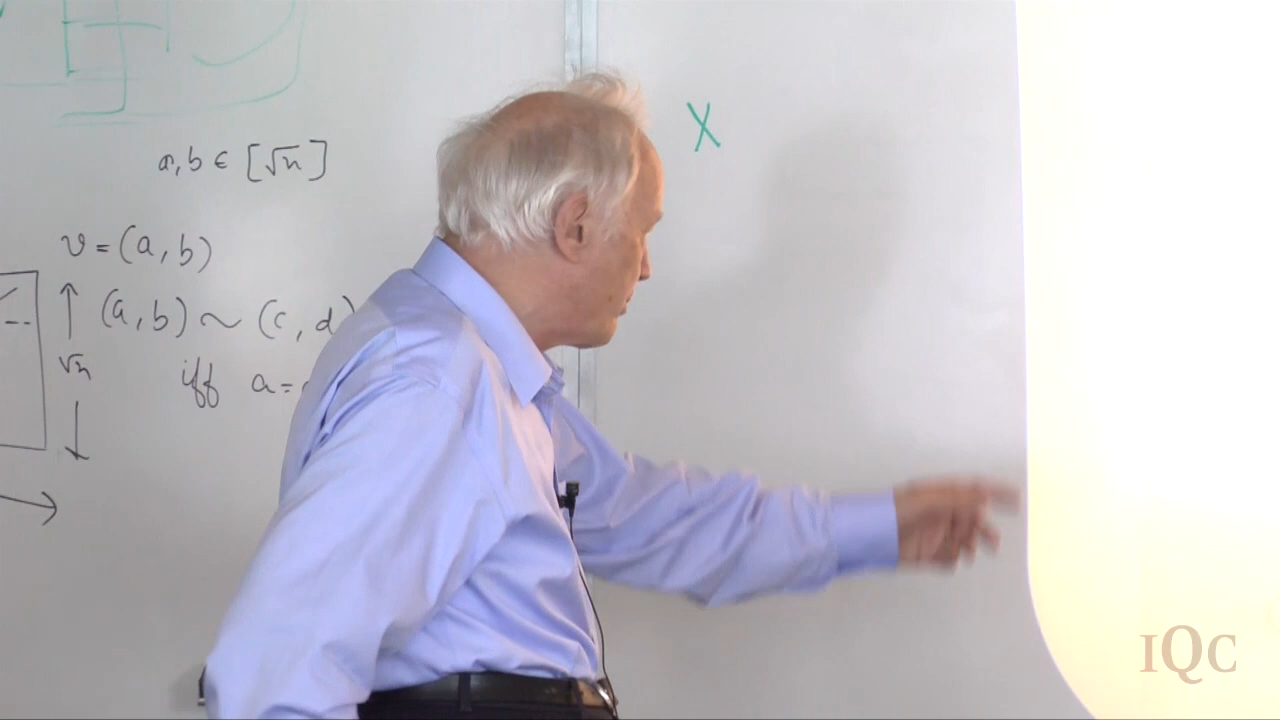 a, b ∈ [√n]
X
v = (a, b)
(a, b) ~ (c, d)
√n
iff a =
IQC